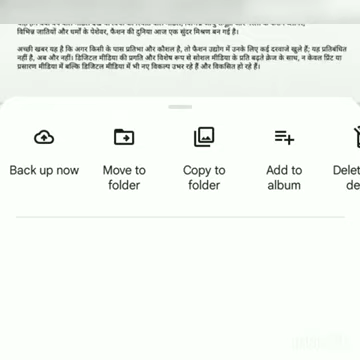 विभिन्न जातियों और धर्मों के पेशेवर, फैशन की दुनिया आज एक सुंदर मिश्रण बन गई है।
अच्छी खबर यह है कि अगर किसी के पास प्रतिभा और कौशल है, तो फैशन उद्योग में उनके लिए कई दरवाजे खुले हैं; यह प्रतिबंधित
नहीं है, अब और नहीं। डिजिटल मीडिया की प्रगति और विशेष रूप से सोशल मीडिया के प्रति बढ़ते क्रेज के साथ, न केवल प्रिंट या
प्रसारण मीडिया में बल्कि डिजिटल मीडिया में भी नए विकल्प उभर रहे हैं और विकसित हो रहे हैं।
Back up now
Move to
folder
Copy to
folder
Add to
album
Delet
de